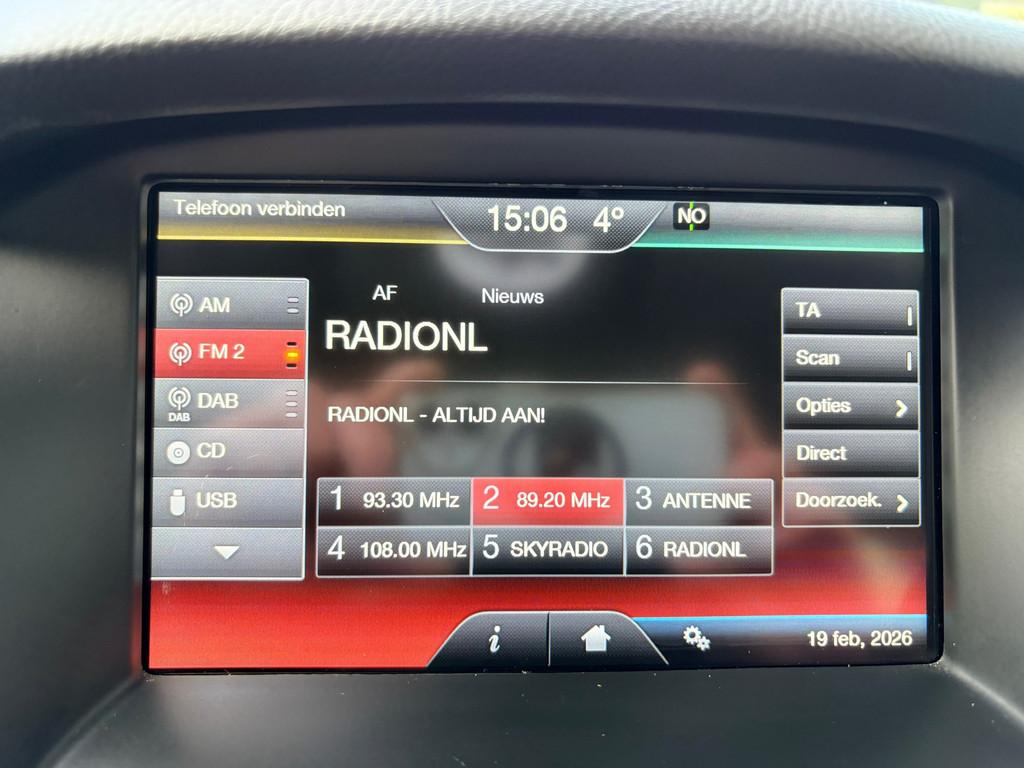 Telefoon verbinden
15:06 4º
NO
AM
FM 2
DAB
DAB
CD
USB
AF Nieuws
RADIONL
RADIONL - ALTIJD AAN!
1 93.30 MHz
2 89.20 MHz
3 ANTENNE
4 108.00 MHz
5 SKYRADIO
6 RADIONL
TA
Scan
Opties
Direct
Doorzoek.
i
19 feb, 2026